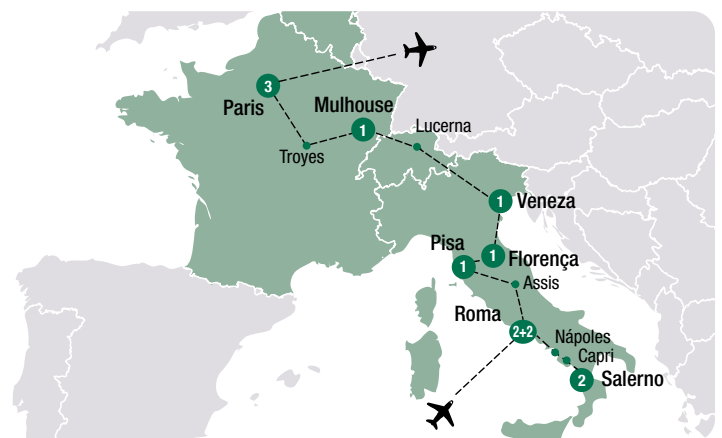 3
Paris
Mulhouse
1
Lucerna
Troyes
1
Veneza
Pisa
1
1
Florença
Assis
Roma
2+2
Nápoles
Capri
2
Salerno